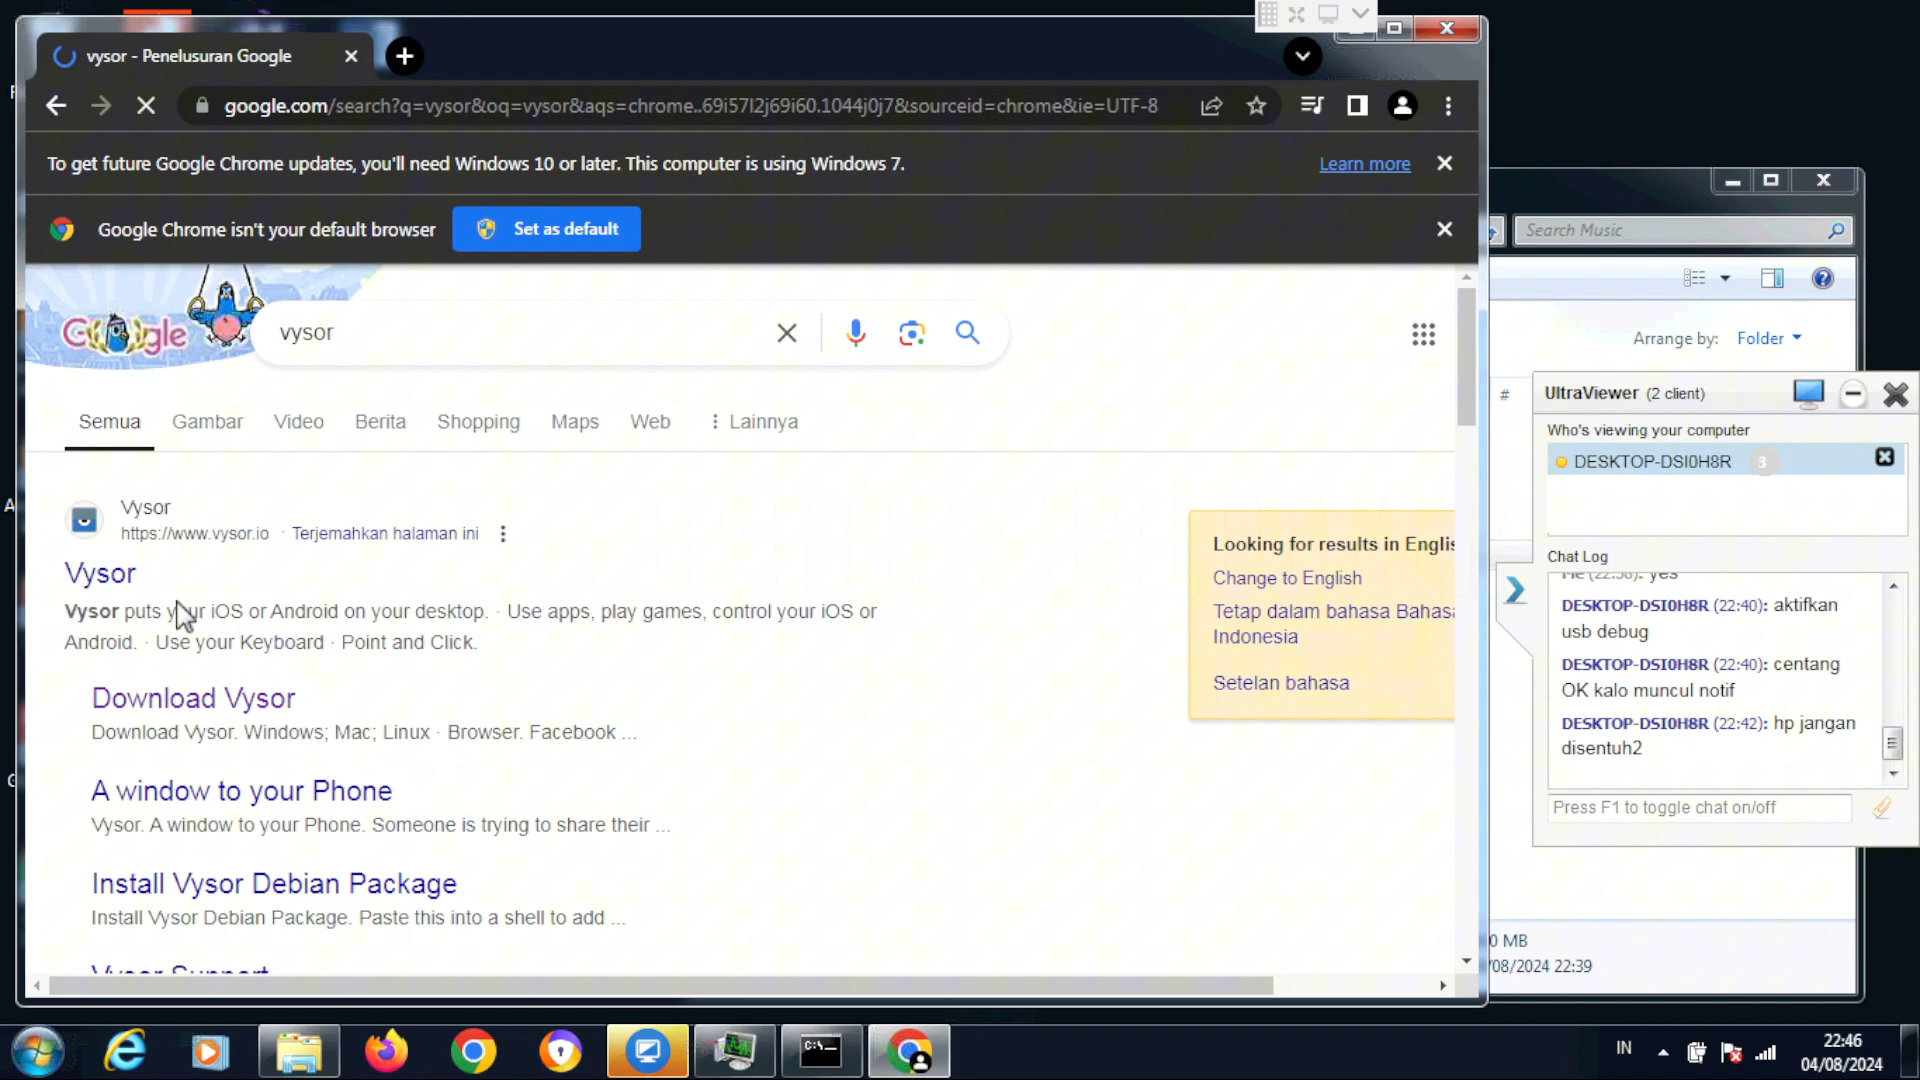 vysor - Penelusuran Google
google.com/search?q=vysor&oq=vysor&aqs=chrome..69i57l2j69i60.1044j0j7&sourceid=chrome&ie=UTF-8
To get future Google Chrome updates, you'll need Windows 10 or later. This computer is using Windows 7.
Learn more
Google Chrome isn't your default browser
Set as default
Search Music
Google
vysor
Arrange by: Folder
Semua
Gambar
Video
Berita
Shopping
Maps
Web
Lainnya
#
Vysor
https://www.vysor.io · Terjemahkan halaman ini
Vysor
Vysor puts your iOS or Android on your desktop. · Use apps, play games, control your iOS or
Android. · Use your Keyboard · Point and Click.
Download Vysor
Download Vysor. Windows; Mac; Linux · Browser. Facebook ...
A window to your Phone
Vysor. A window to your Phone. Someone is trying to share their ...
Install Vysor Debian Package
Install Vysor Debian Package. Paste this into a shell to add ...
Vysor Support
Looking for results in Englis
Change to English
Tetap dalam bahasa Bahasa
Indonesia
Setelan bahasa
UltraViewer (2 client)
Who's viewing your computer
DESKTOP-DSI0H8R
3
Chat Log
yes
DESKTOP-DSI0H8R (22:40): aktifkan
usb debug
DESKTOP-DSI0H8R (22:40): centang
OK kalo muncul notif
DESKTOP-DSI0H8R (22:42): hp jangan
disentuh2
Press F1 to toggle chat on/off
0 MB
/08/2024 22:39
C:\_
IN
22:46
04/08/2024